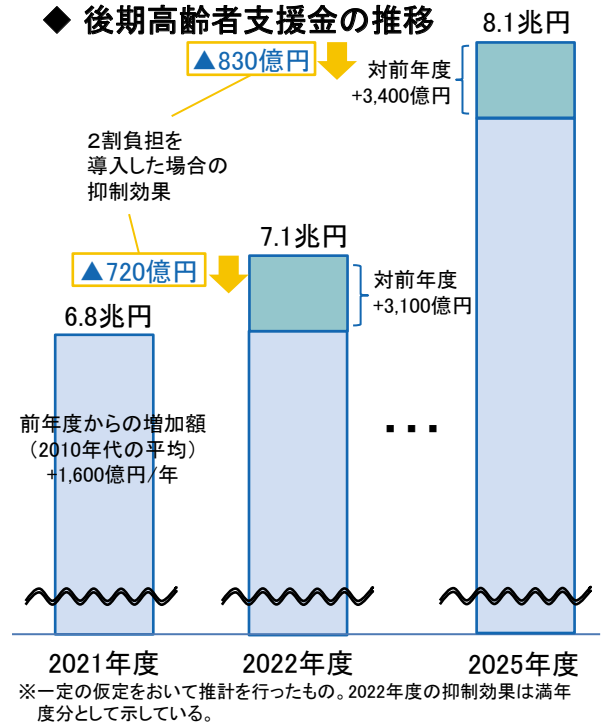 ◆ 後期高齢者支援金の推移
8.1兆円
▲830億円
対前年度
+3,400億円
２割負担を
導入した場合の
抑制効果
7.1兆円
▲720億円
対前年度
+3,100億円
6.8兆円
前年度からの増加額
（2010年代の平均）
+1,600億円/年
・・・
2021年度
2022年度
2025年度
※一定の仮定をおいて推計を行ったもの。2022年度の抑制効果は満年
度分として示している。